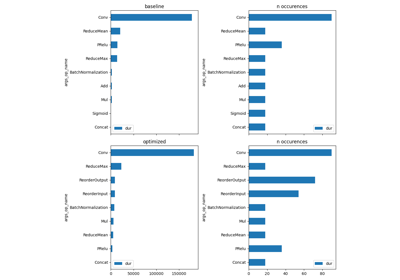 baseline
n occurences
Conv
ReduceMean
PRelu
ReduceMax
BatchNormalization
Add
Mul
Sigmoid
Concat
args_op_name
dur
Conv
ReduceMean
PRelu
ReduceMax
BatchNormalization
Add
Mul
Sigmoid
Concat
args_op_name
dur
optimized
n occurences
Conv
ReduceMax
ReorderOutput
ReorderInput
BatchNormalization
Mul
ReduceMean
PRelu
Concat
args_op_name
dur
0 50000 100000 150000
Conv
ReduceMax
ReorderOutput
ReorderInput
BatchNormalization
Mul
ReduceMean
PRelu
Concat
args_op_name
dur
0 20 40 60 80